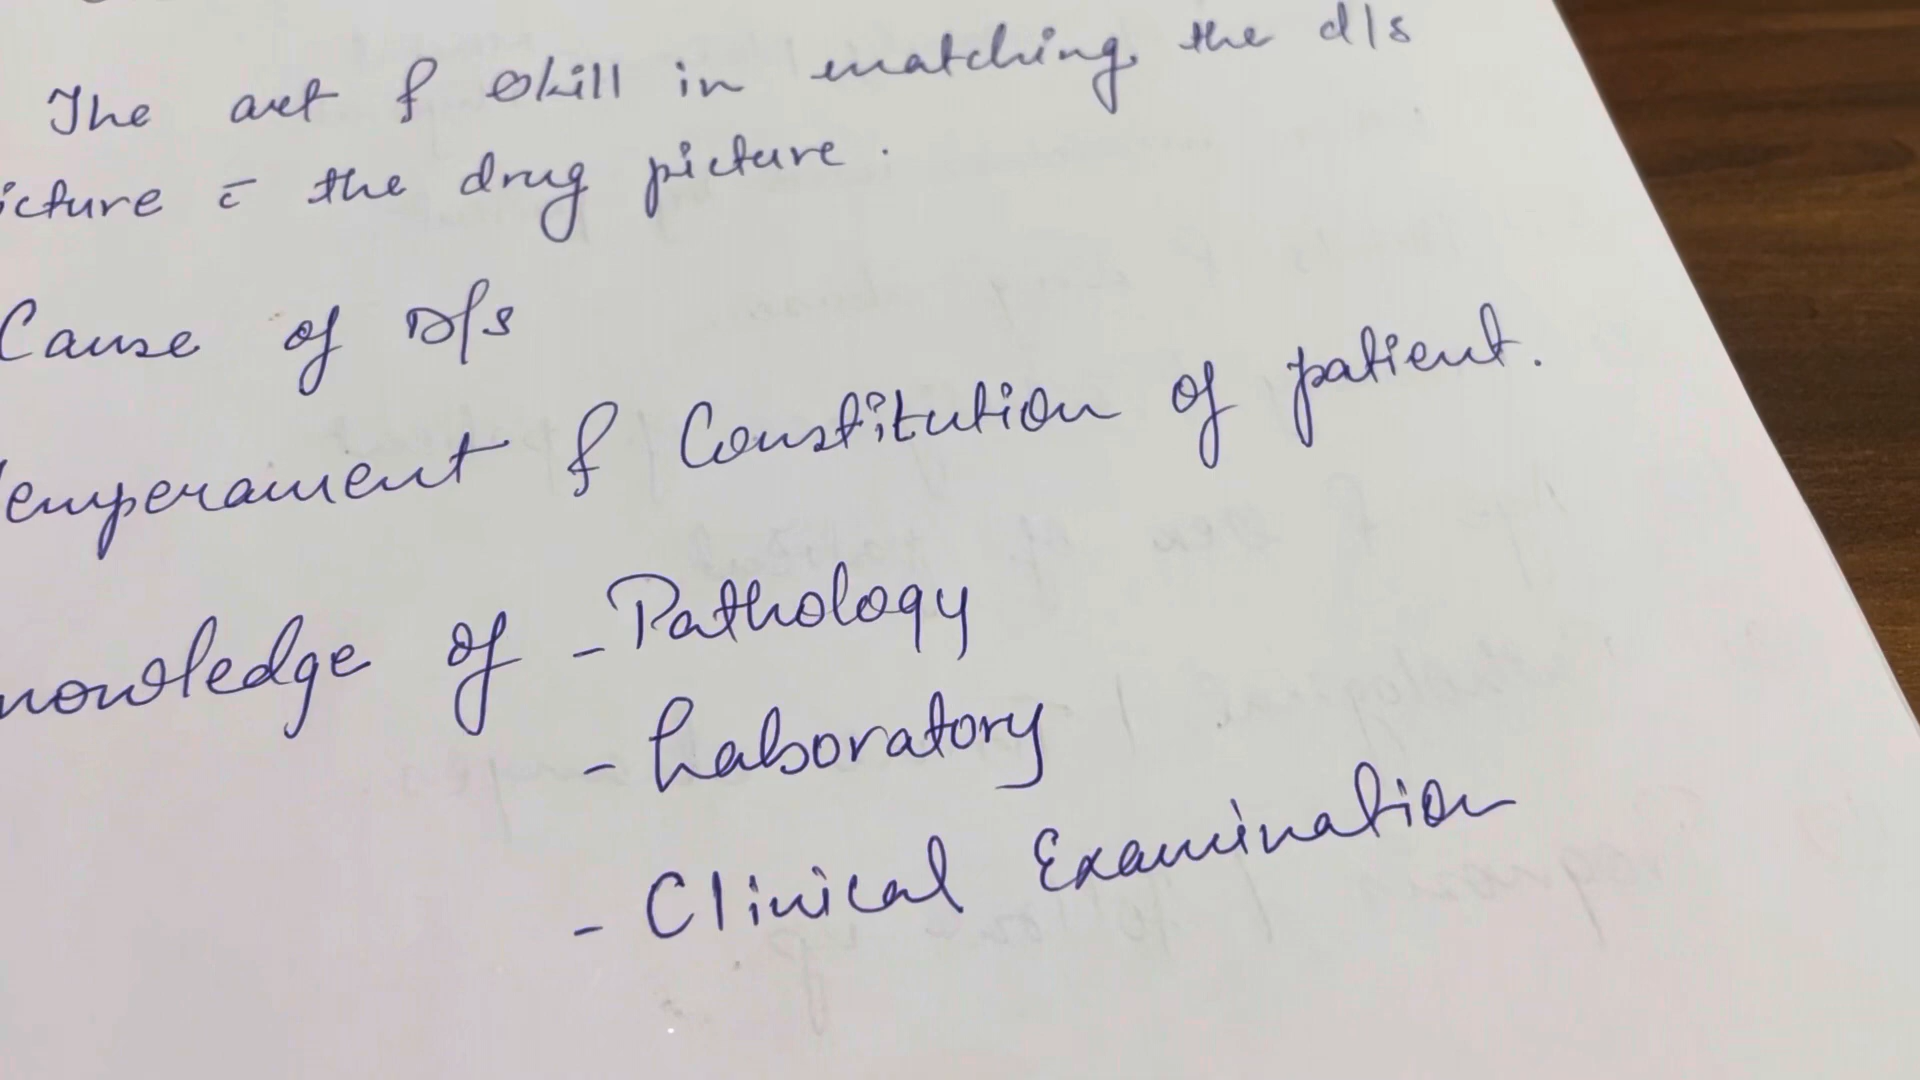 The art & skill in matching the d/s
icture c̄ the drug picture.
Cause of D/s
emperament & Constitution of patient.
nowledge of - Pathology
- Laboratory
- Clinical Examination